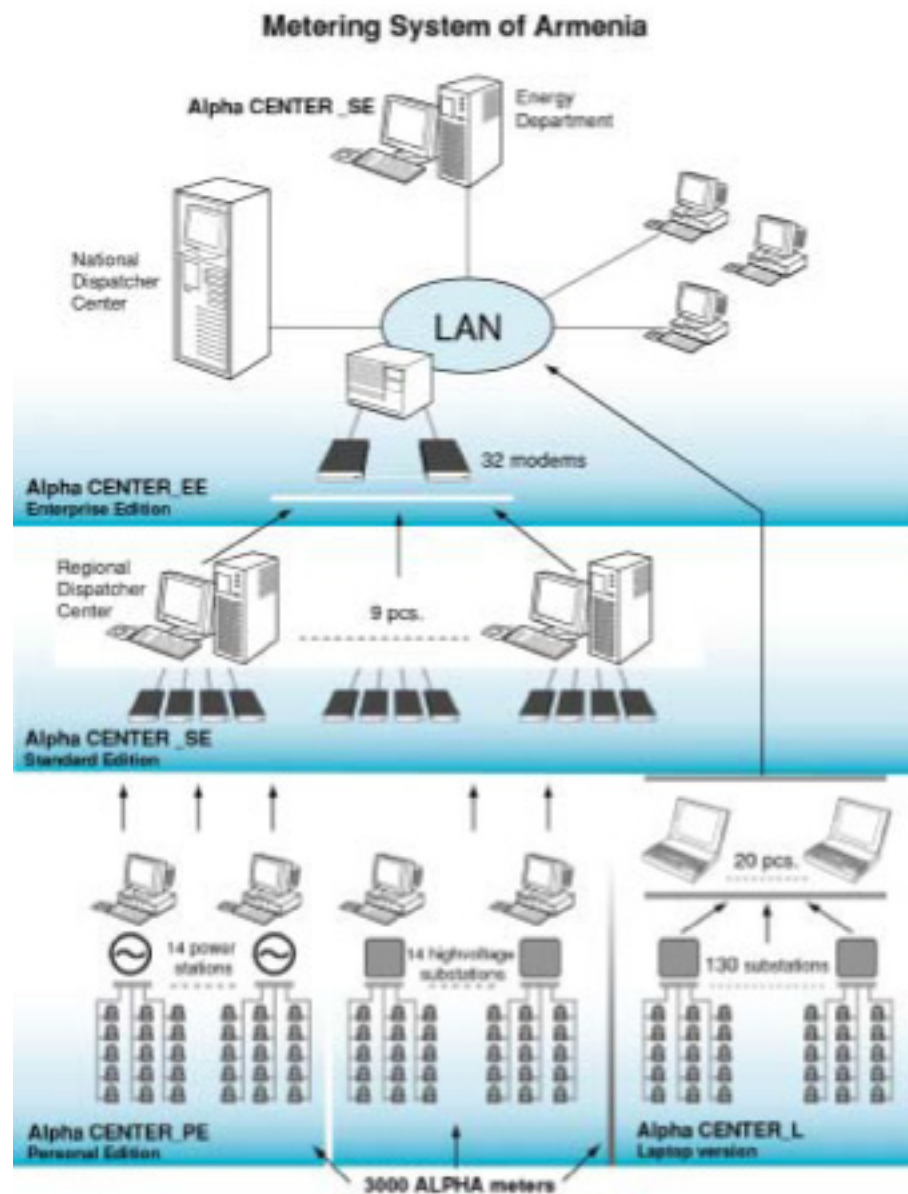 Metering System of Armenia
Alpha CENTER _SE
Energy
Department
National
Dispatcher
Center
LAN
32 modems
Alpha CENTER_EE
Enterprise Edition
Regional
Dispatcher
Center
9 pcs.
Alpha CENTER _SE
Standard Edition
20 pcs.
14 power
stations
14 highvoltage
substations
130 substations
Alpha CENTER_PE
Personal Edition
Alpha CENTER_L
Laptop version
3000 ALPHA meters